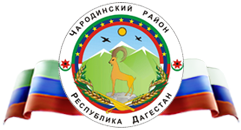 Чародинский район
Республика Дагестан